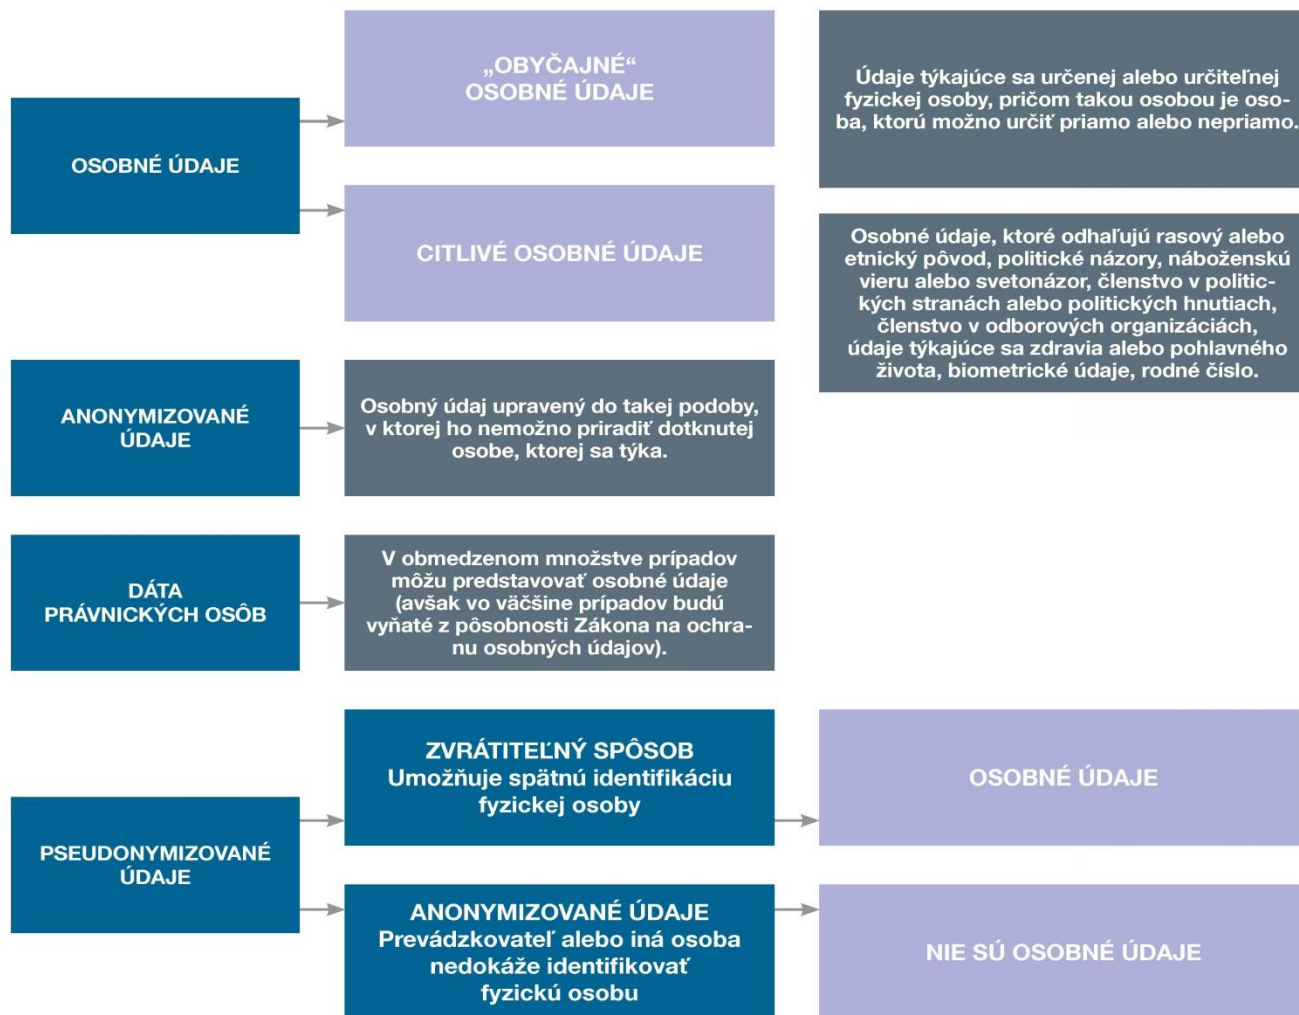 OSOBNÉ ÚDAJE
„OBYČAJNÉ“
OSOBNÉ ÚDAJE
Údaje týkajúce sa určenej alebo určiteľnej
fyzickej osoby, pričom takou osobou je oso-
ba, ktorú možno určiť priamo alebo nepriamo.
CITLIVÉ OSOBNÉ ÚDAJE
Osobné údaje, ktoré odhaľujú rasový alebo
etnický pôvod, politické názory, náboženskú
vieru alebo svetonázor, členstvo v politic-
kých stranách alebo politických hnutiach,
členstvo v odborových organizáciách,
údaje týkajúce sa zdravia alebo pohlavného
života, biometrické údaje, rodné číslo.
ANONYMIZOVANÉ
ÚDAJE
Osobný údaj upravený do takej podoby,
v ktorej ho nemožno priradiť dotknutej
osobe, ktorej sa týka.
DÁTA
PRÁVNICKÝCH OSÔB
V obmedzenom množstve prípadov
môžu predstavovať osobné údaje
(avšak vo väčšine prípadov budú
vyňaté z pôsobnosti Zákona na ochra-
nu osobných údajov).
PSEUDONYMIZOVANÉ
ÚDAJE
ZVRÁTITEĽNÝ SPÔSOB
Umožňuje spätnú identifikáciu
fyzickej osoby
OSOBNÉ ÚDAJE
ANONYMIZOVANÉ ÚDAJE
Prevádzkovateľ alebo iná osoba
nedokáže identifikovať
fyzickú osobu
NIE SÚ OSOBNÉ ÚDAJE